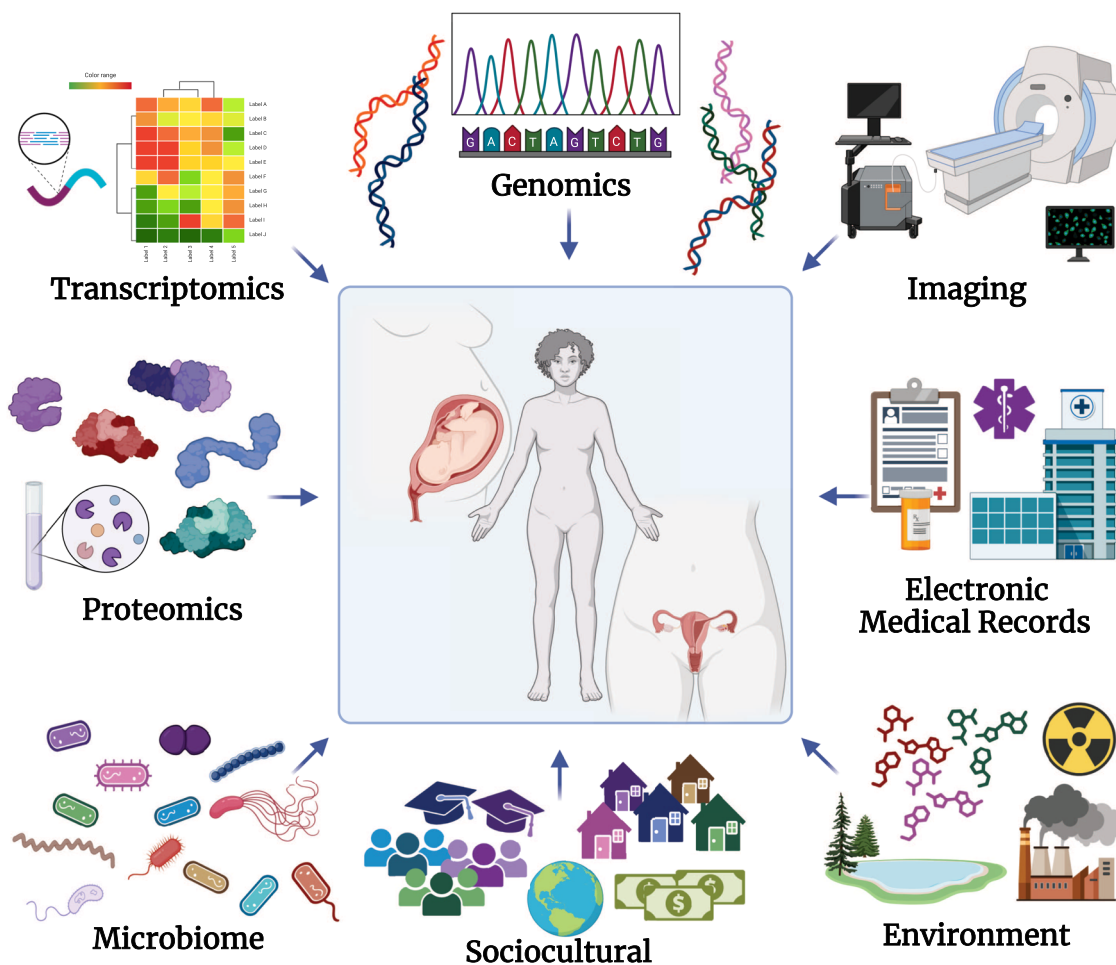 Color range
Label A
Label B
Label C
Label D
Label E
Label F
Label G
Label H
Label I
Label J
Label 1
Label 2
Label 3
Label 4
Label 5
Transcriptomics
G A C T A G T C T G
Genomics
Imaging
Proteomics
Rx
Electronic
Medical Records
Microbiome
$ $
$
Sociocultural
Environment